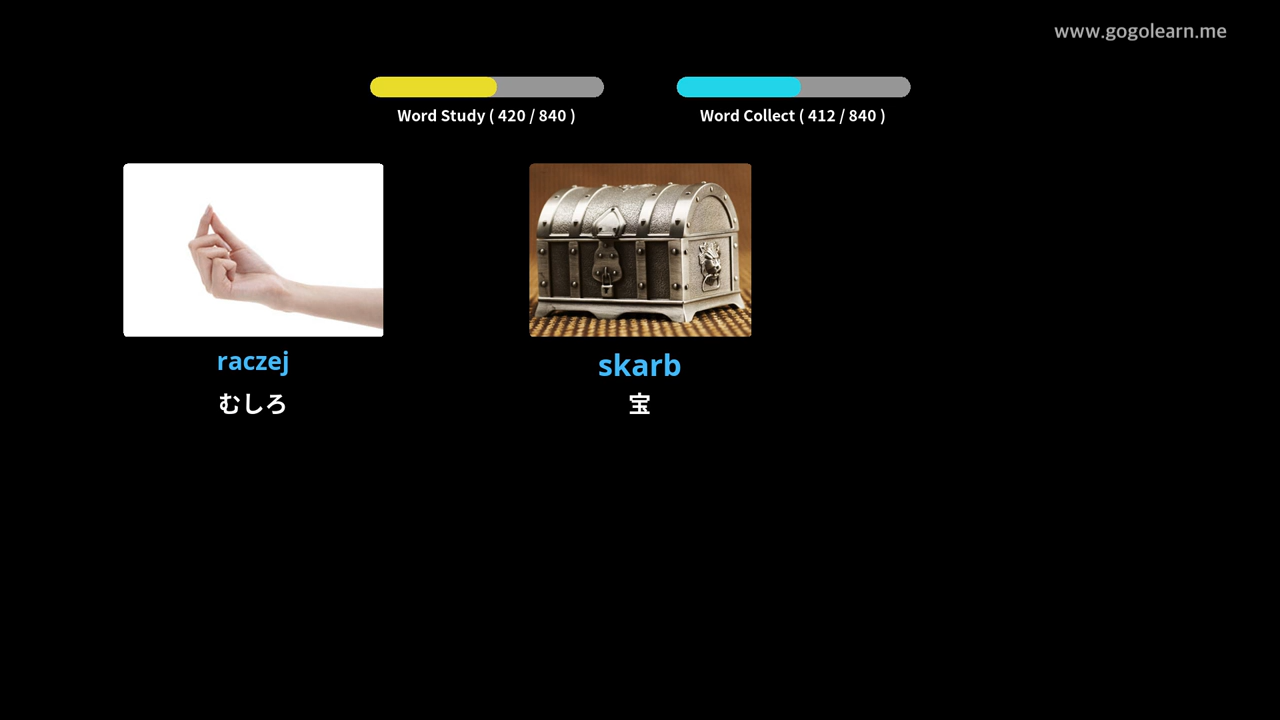 www.gogolearn.me
Word Study ( 420 / 840 )
Word Collect ( 412 / 840 )
raczej
むしろ
skarb
宝